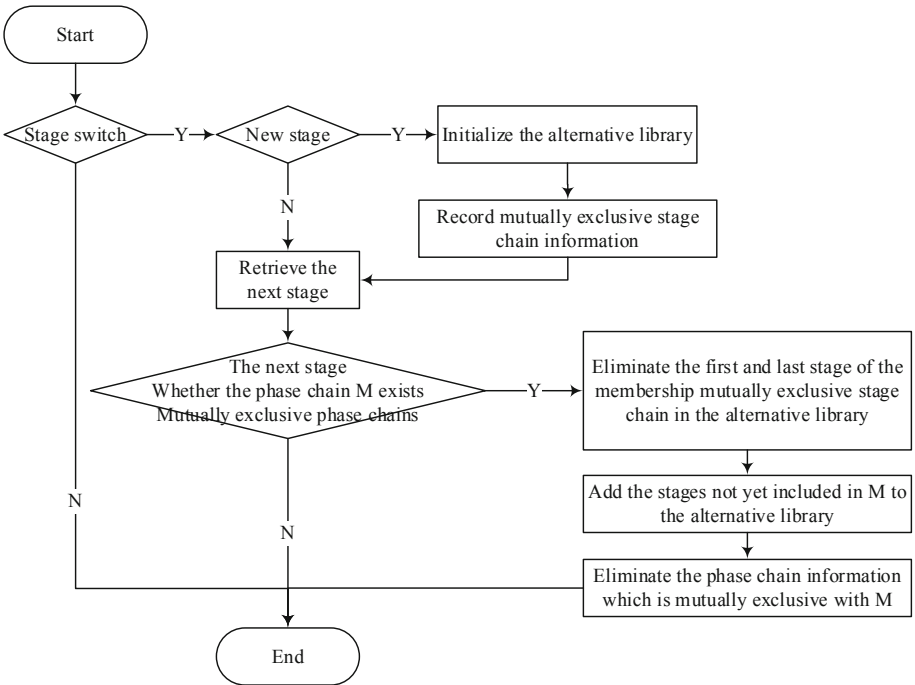 Start
Stage switch
Y
New stage
Y
Initialize the alternative library
N
Record mutually exclusive stage
chain information
Retrieve the
next stage
The next stage
Whether the phase chain M exists
Mutually exclusive phase chains
Y
Eliminate the first and last stage of the
membership mutually exclusive stage
chain in the alternative library
N
N
Add the stages not yet included in M to
the alternative library
Eliminate the phase chain information
which is mutually exclusive with M
End